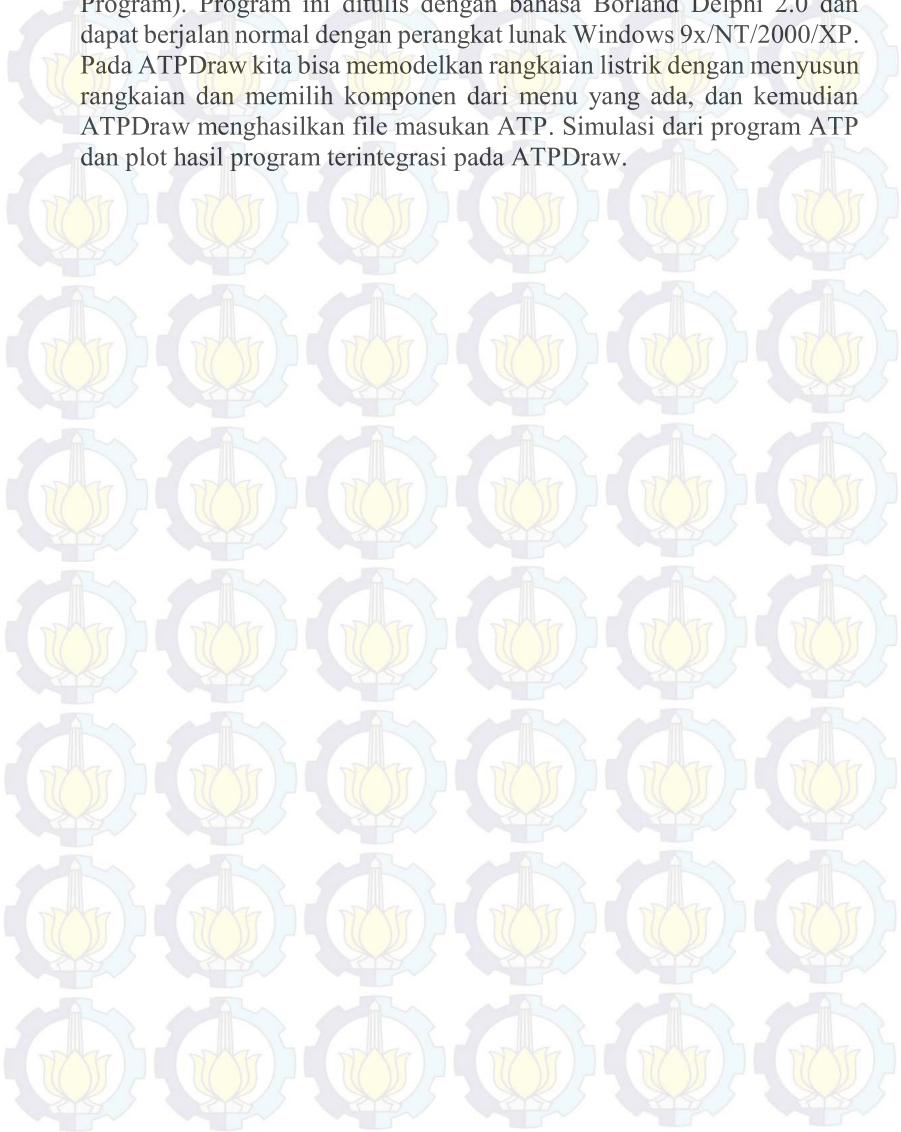 Program). Program ini ditulis dengan bahasa Borland Delphi 2.0 dan
dapat berjalan normal dengan perangkat lunak Windows 9x/NT/2000/XP.
Pada ATPDraw kita bisa memodelkan rangkaian listrik dengan menyusun
rangkaian dan memilih komponen dari menu yang ada, dan kemudian
ATPDraw menghasilkan file masukan ATP. Simulasi dari program ATP
dan plot hasil program terintegrasi pada ATPDraw.